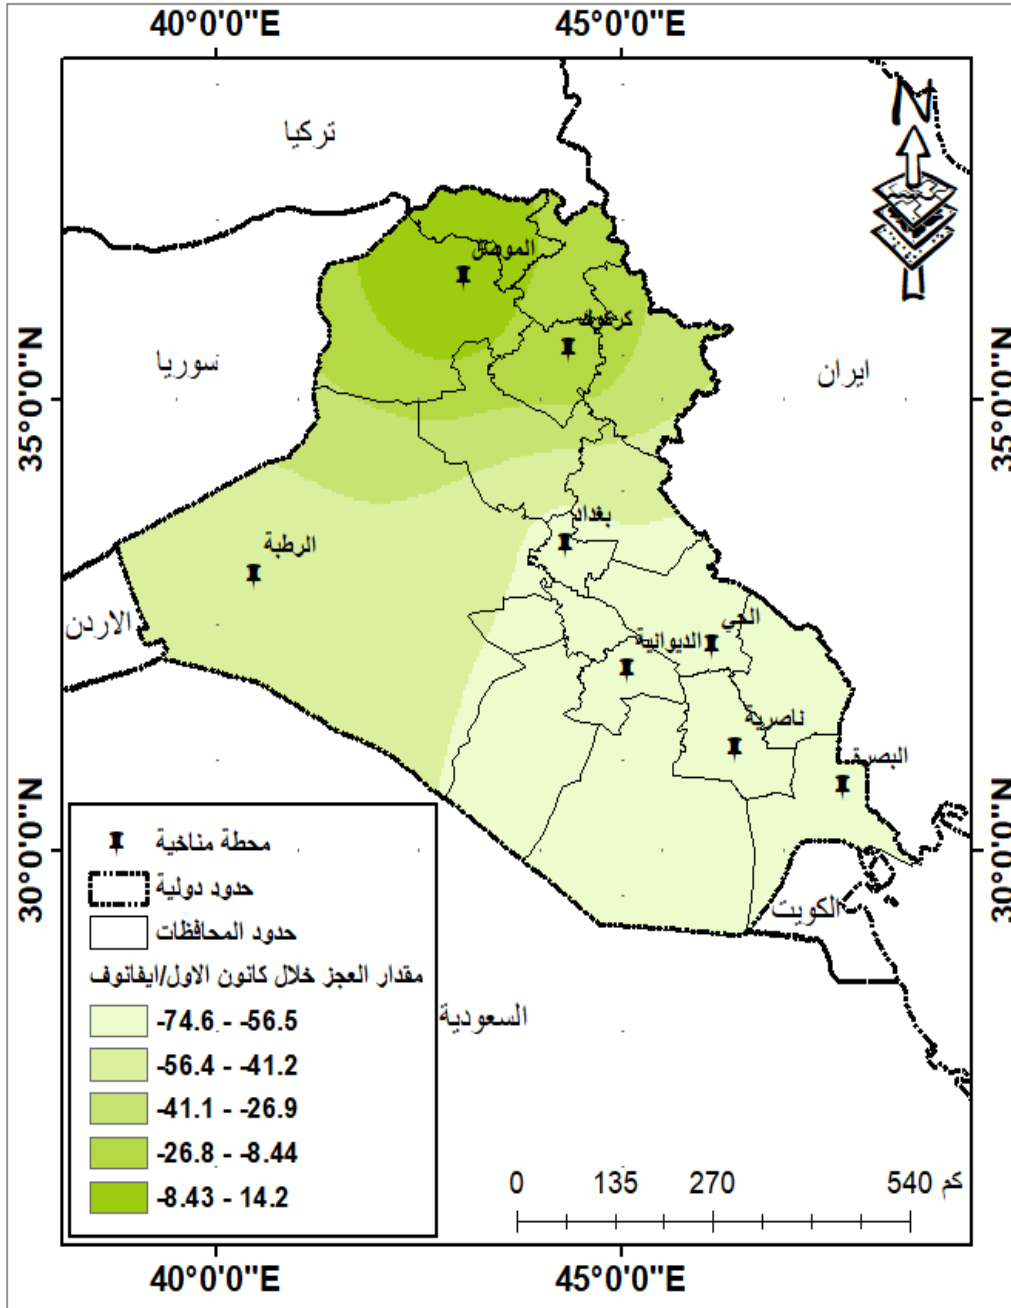 40°0'0"E 45°0'0"E
N
تركيا
الموصل
كركوك
سوريا
ايران
35°0'0"N 35°0'0"N
بغداد
الرطبة
الاردن
الحي
الديوانية
ناصرية
البصرة
30°0'0"N 30°0'0"N
الكويت
السعودية
محطة مناخية
حدود دولية
حدود المحافظات
مقدار العجز خلال كانون الاول/ايفانوف
-74.6 - -56.5
-56.4 - -41.2
-41.1 - -26.9
-26.8 - -8.44
-8.43 - 14.2
0 135 270 540 كم
40°0'0"E 45°0'0"E